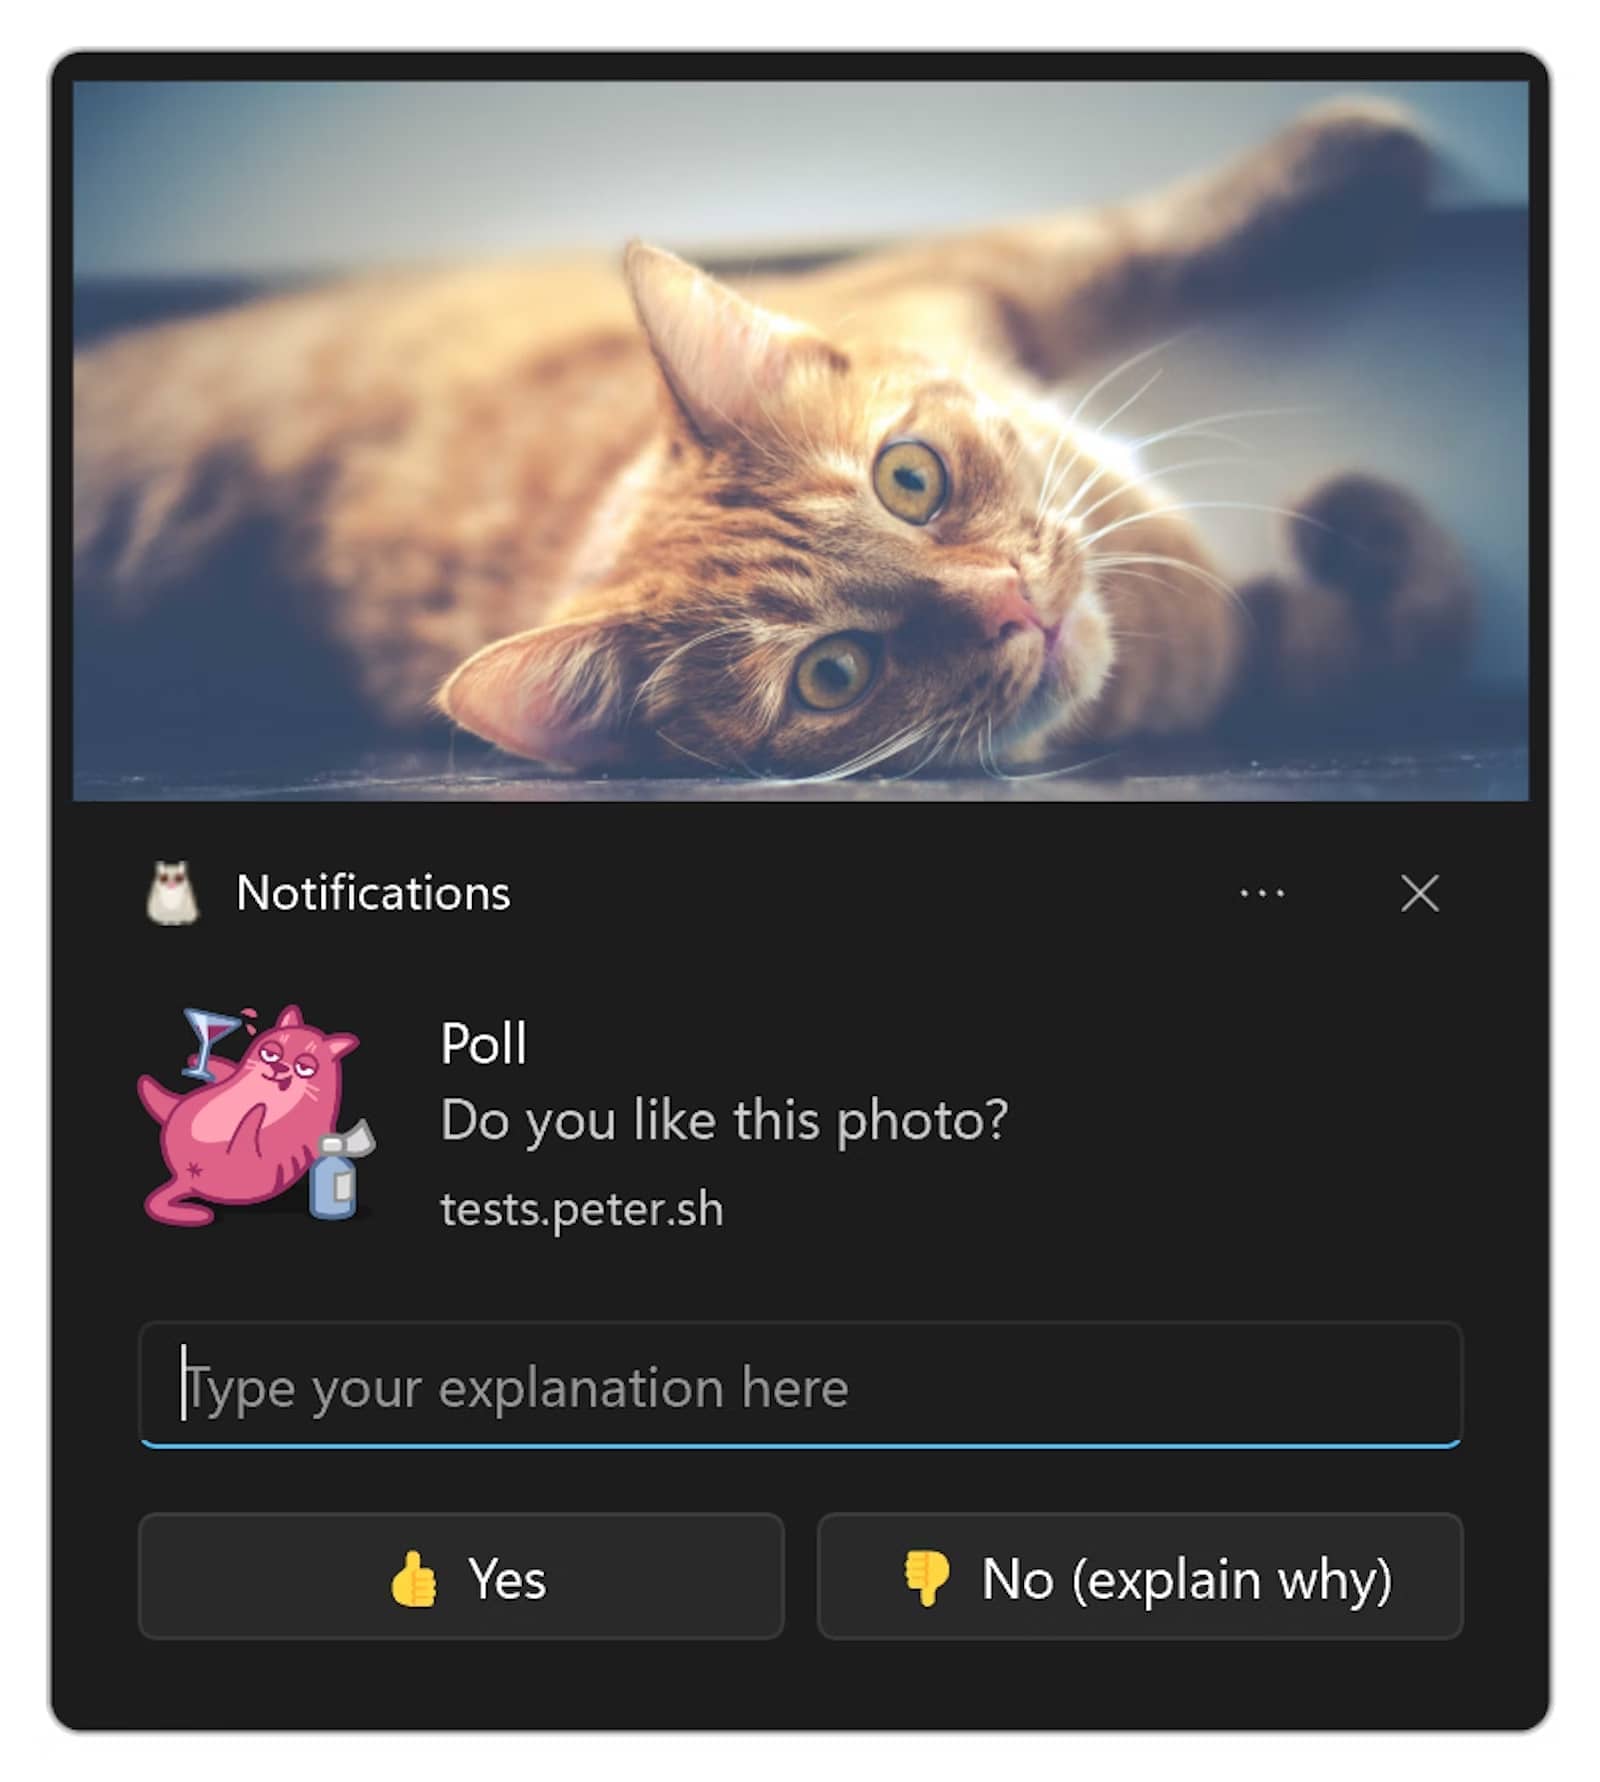 Notifications
Poll
Do you like this photo?
tests.peter.sh
Type your explanation here
👍 Yes
👎 No (explain why)